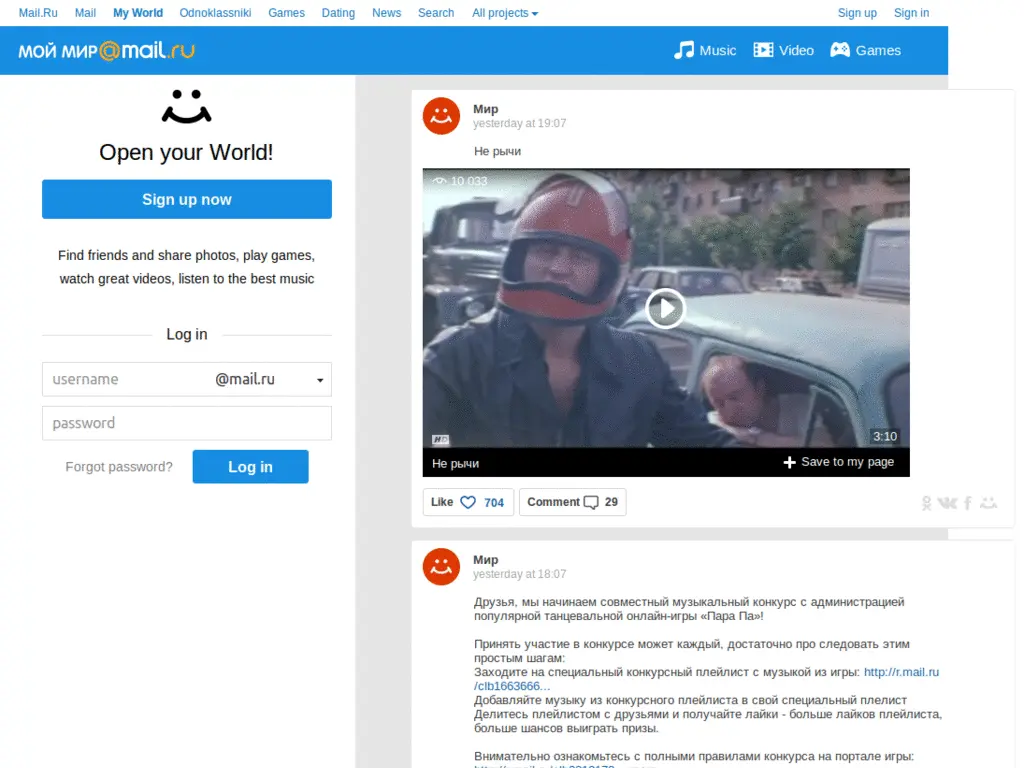 Mail.Ru Mail My World Odnoklassniki Games Dating News Search All projects Sign up Sign in
МОЙ МИР@mail.ru Music Video Games
Open your World!
Sign up now
Find friends and share photos, play games,
watch great videos, listen to the best music
Log in
username @mail.ru
password
Forgot password? Log in
Мир
yesterday at 19:07
Не рычи
10 033
HD
3:10
Не рычи Save to my page
Like 704 Comment 29
Мир
yesterday at 18:07
Друзья, мы начинаем совместный музыкальный конкурс с администрацией
популярной танцевальной онлайн-игры «Пара Па»!
Принять участие в конкурсе может каждый, достаточно про следовать этим
простым шагам:
Заходите на специальный конкурсный плейлист с музыкой из игры: http://r.mail.ru
/clb1663666...
Добавляйте музыку из конкурсного плейлиста в свой специальный плелист
Делитесь плейлистом с друзьями и получайте лайки - больше лайков плейлиста,
больше шансов выиграть призы.
Внимательно ознакомьтесь с полными правилами конкурса на портале игры: